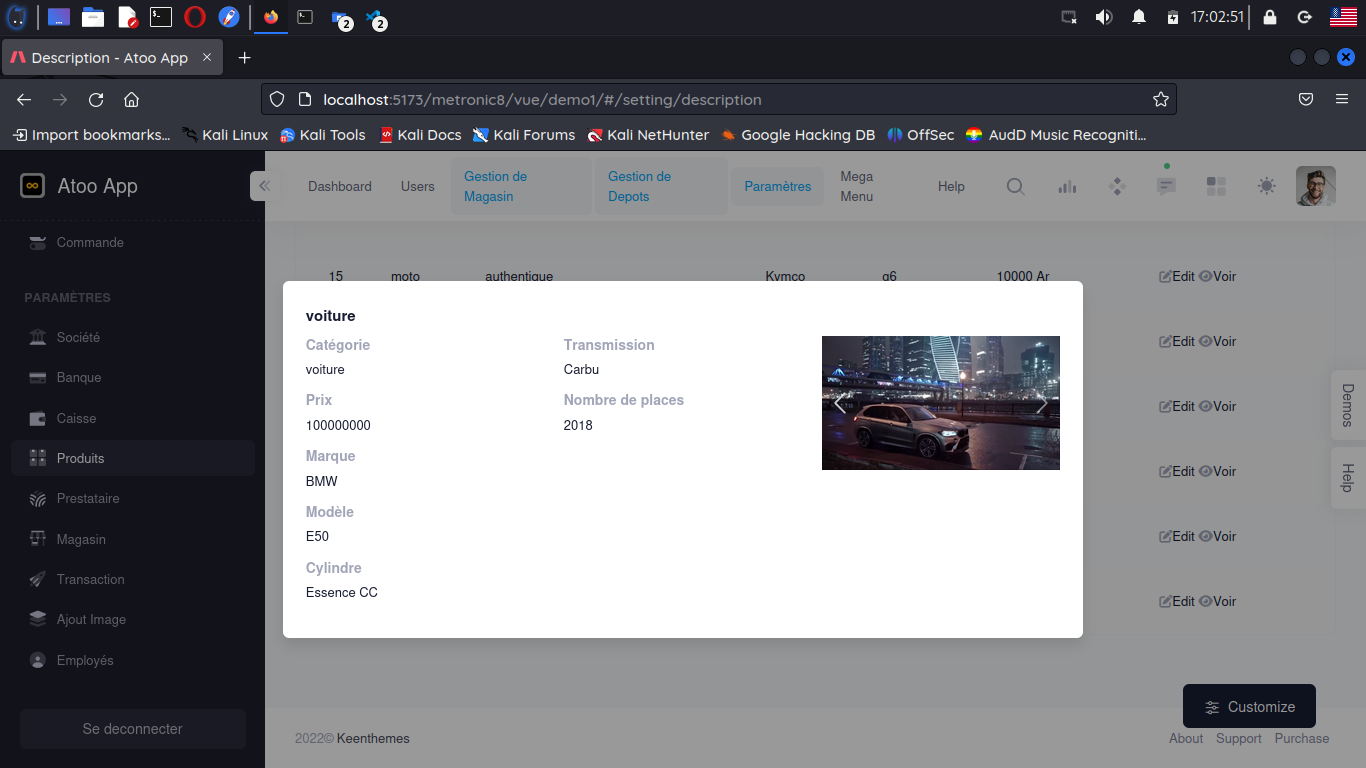 2
2
17:02:51
Description - Atoo App
localhost:5173/metronic8/vue/demo1/#/setting/description
Import bookmarks...
Kali Linux
Kali Tools
Kali Docs
Kali Forums
Kali NetHunter
Google Hacking DB
OffSec
AudD Music Recogniti...
Atoo App
Dashboard
Users
Gestion de
Magasin
Gestion de
Depots
Paramètres
Mega
Menu
Help
Commande
PARAMÈTRES
Société
Banque
Caisse
Produits
Prestataire
Magasin
Transaction
Ajout Image
Employés
Se deconnecter
15 moto authentique Kymco g6 10000 Ar Edit Voir
Edit Voir
Edit Voir
Edit Voir
Edit Voir
Edit Voir
voiture
Catégorie
voiture
Prix
100000000
Marque
BMW
Modèle
E50
Cylindre
Essence CC
Transmission
Carbu
Nombre de places
2018
Demos
Help
Customize
2022© Keenthemes
About Support Purchase